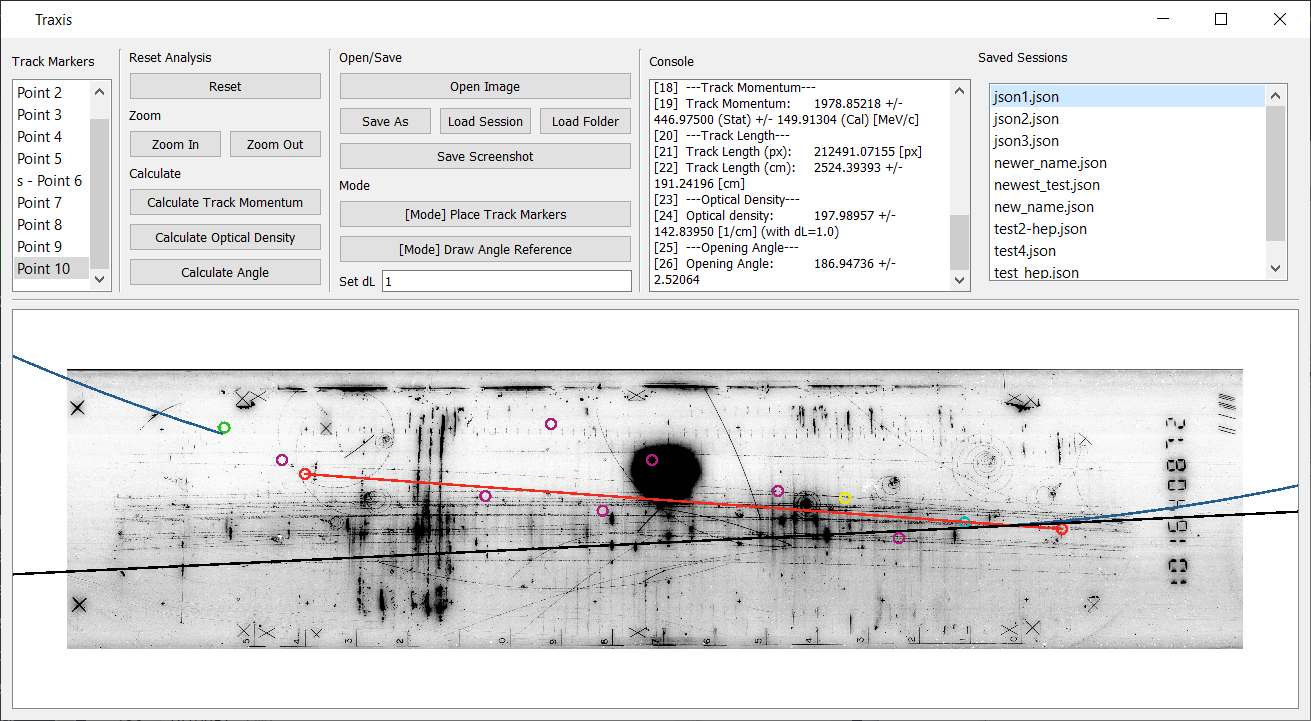 Traxis
Track Markers
Point 2
Point 3
Point 4
Point 5
s - Point 6
Point 7
Point 8
Point 9
Point 10
Reset Analysis
Reset
Zoom
Zoom In
Zoom Out
Calculate
Calculate Track Momentum
Calculate Optical Density
Calculate Angle
Open/Save
Open Image
Save As
Load Session
Load Folder
Save Screenshot
Mode
[Mode] Place Track Markers
[Mode] Draw Angle Reference
Set dL
1
Console
[18] ---Track Momentum---
[19] Track Momentum: 1978.85218 +/-
446.97500 (Stat) +/- 149.91304 (Cal) [MeV/c]
[20] ---Track Length---
[21] Track Length (px): 212491.07155 [px]
[22] Track Length (cm): 2524.39393 +/-
191.24196 [cm]
[23] ---Optical Density---
[24] Optical density: 197.98957 +/-
142.83950 [1/cm] (with dL=1.0)
[25] ---Opening Angle---
[26] Opening Angle: 186.94736 +/-
2.52064
Saved Sessions
json1.json
json2.json
json3.json
newer_name.json
newest_test.json
new_name.json
test2-hep.json
test4.json
test_hep.json